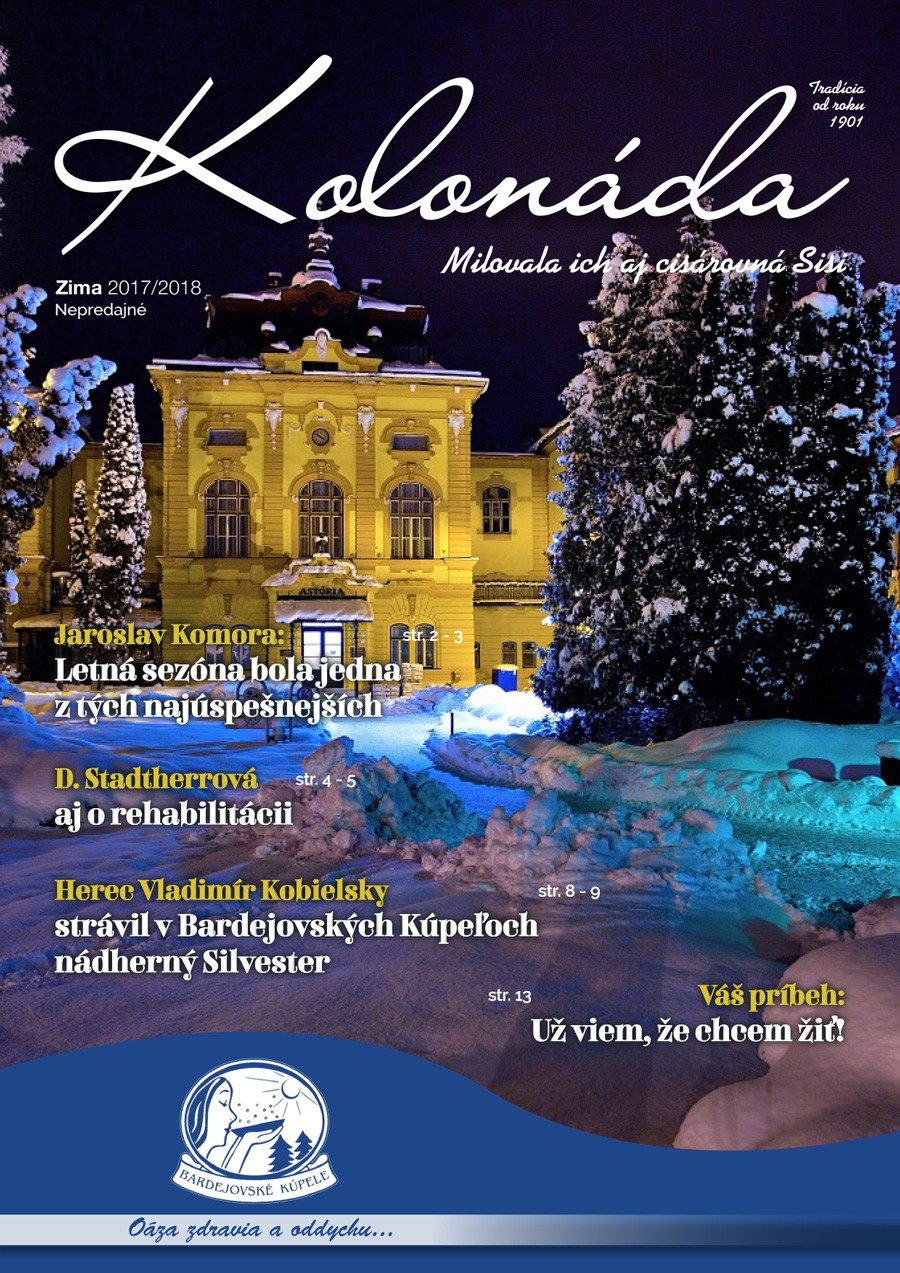 Kolonáda
Tradícia
od roku
1901
Milovala ich aj cisárovná Sisi
Zima 2017/2018
Nepredajné
ASTÓRIA
Jaroslav Komora: str. 2 - 3
Letná sezóna bola jedna
z tých najúspešnejších
D. Stadtherrová str. 4 - 5
aj o rehabilitácii
Herec Vladimír Kobielsky str. 8 - 9
strávil v Bardejovských Kúpeľoch
nádherný Silvester
str. 13 Váš príbeh:
Už viem, že chcem žiť!
BARDEJOVSKÉ KÚPELE
Oáza zdravia a oddychu...